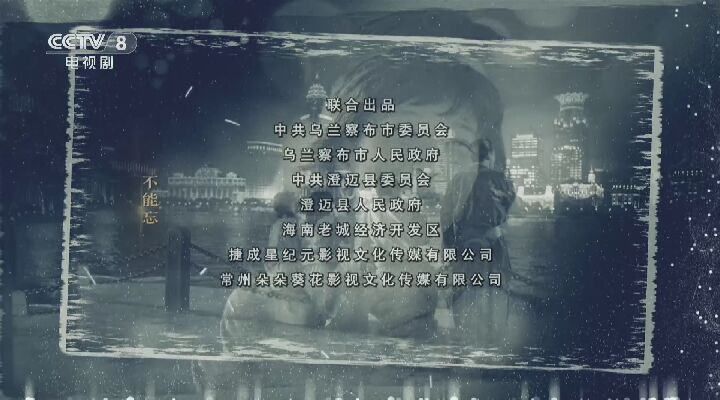 CCTV 8
电视剧
联合出品
中共乌兰察布市委员会
乌兰察布市人民政府
中共澄迈县委员会
澄迈县人民政府
海南老城经济开发区
捷成星纪元影视文化传媒有限公司
常州朵朵葵花影视文化传媒有限公司
不能忘